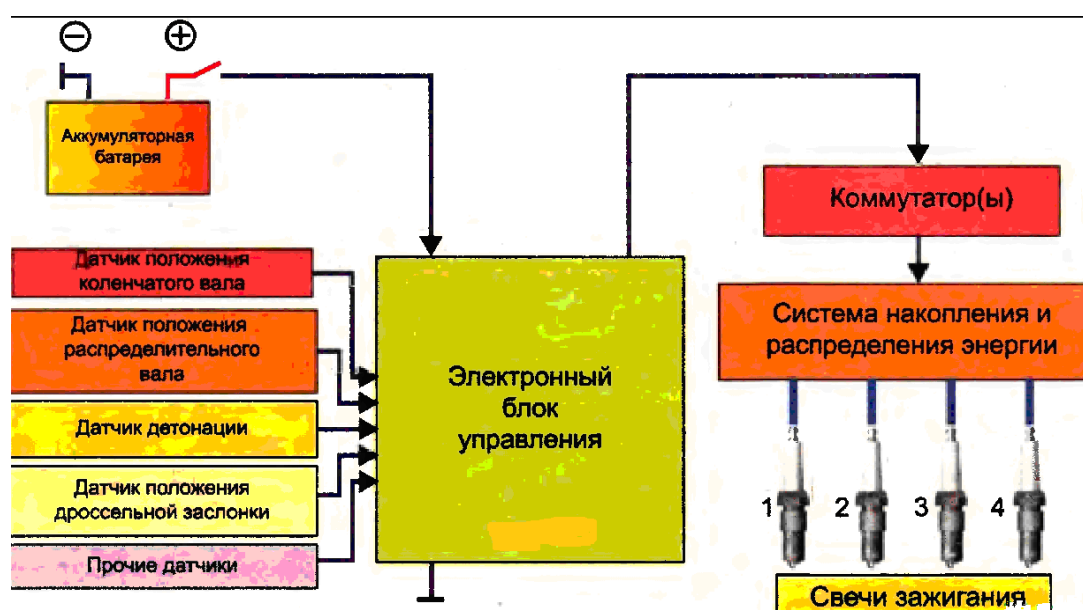 Аккумуляторная
батарея
Датчик положения
коленчатого вала
Датчик положения
распределительного
вала
Датчик детонации
Датчик положения
дроссельной заслонки
Прочие датчики
Электронный
блок
управления
Коммутатор(ы)
Система накопления и
распределения энергии
1 2 3 4
Свечи зажигания